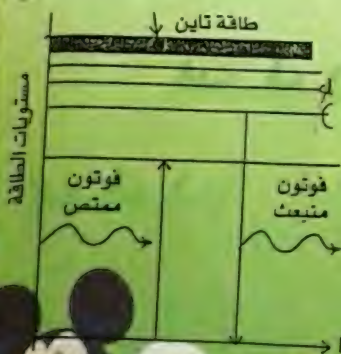 طاقة تاين
مستويات الطاقة
فوتون
ممتص
فوتون
منبعث